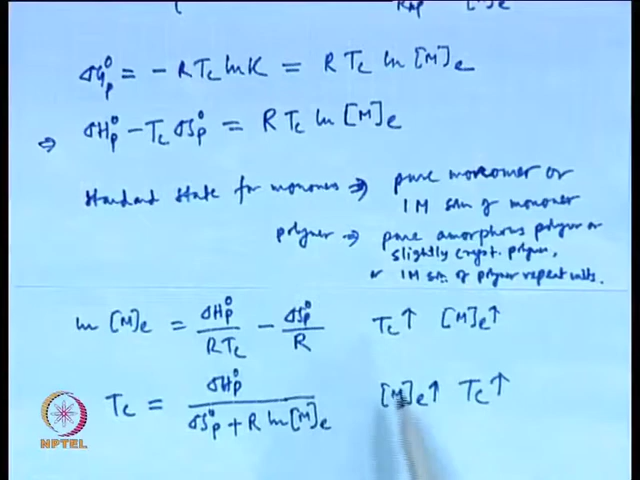 ΔG°p = - RTc ln K = RTc ln [M]e
⇒ ΔH°p - Tc ΔS°p = RTc ln [M]e
Standard state for monomer ⇒ pure monomer or
1M soln of monomer
polymer → pure amorphous polymer or
slightly cryst. polymer,
or 1M soln of polymer repeat units.
ln [M]e = ΔH°p / RTc - ΔS°p / R Tc↑ [M]e↑
Tc = ΔH°p / ΔS°p + R ln [M]e [M]e↑ Tc↑
NPTEL